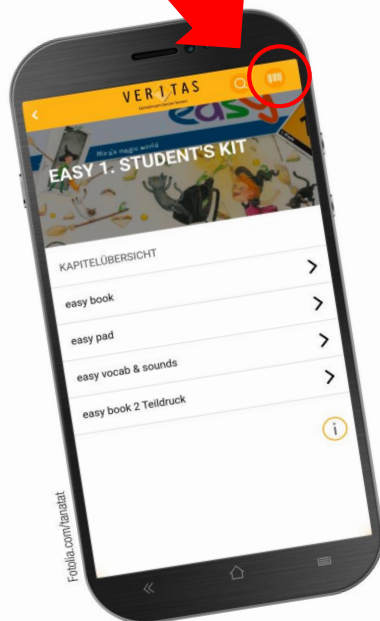 VERITAS
easy
Mira's magic world
EASY 1. STUDENT'S KIT
KAPITELÜBERSICHT
easy book
easy pad
easy vocab & sounds
easy book 2 Teildruck
i
Fotolia.com/tanatat